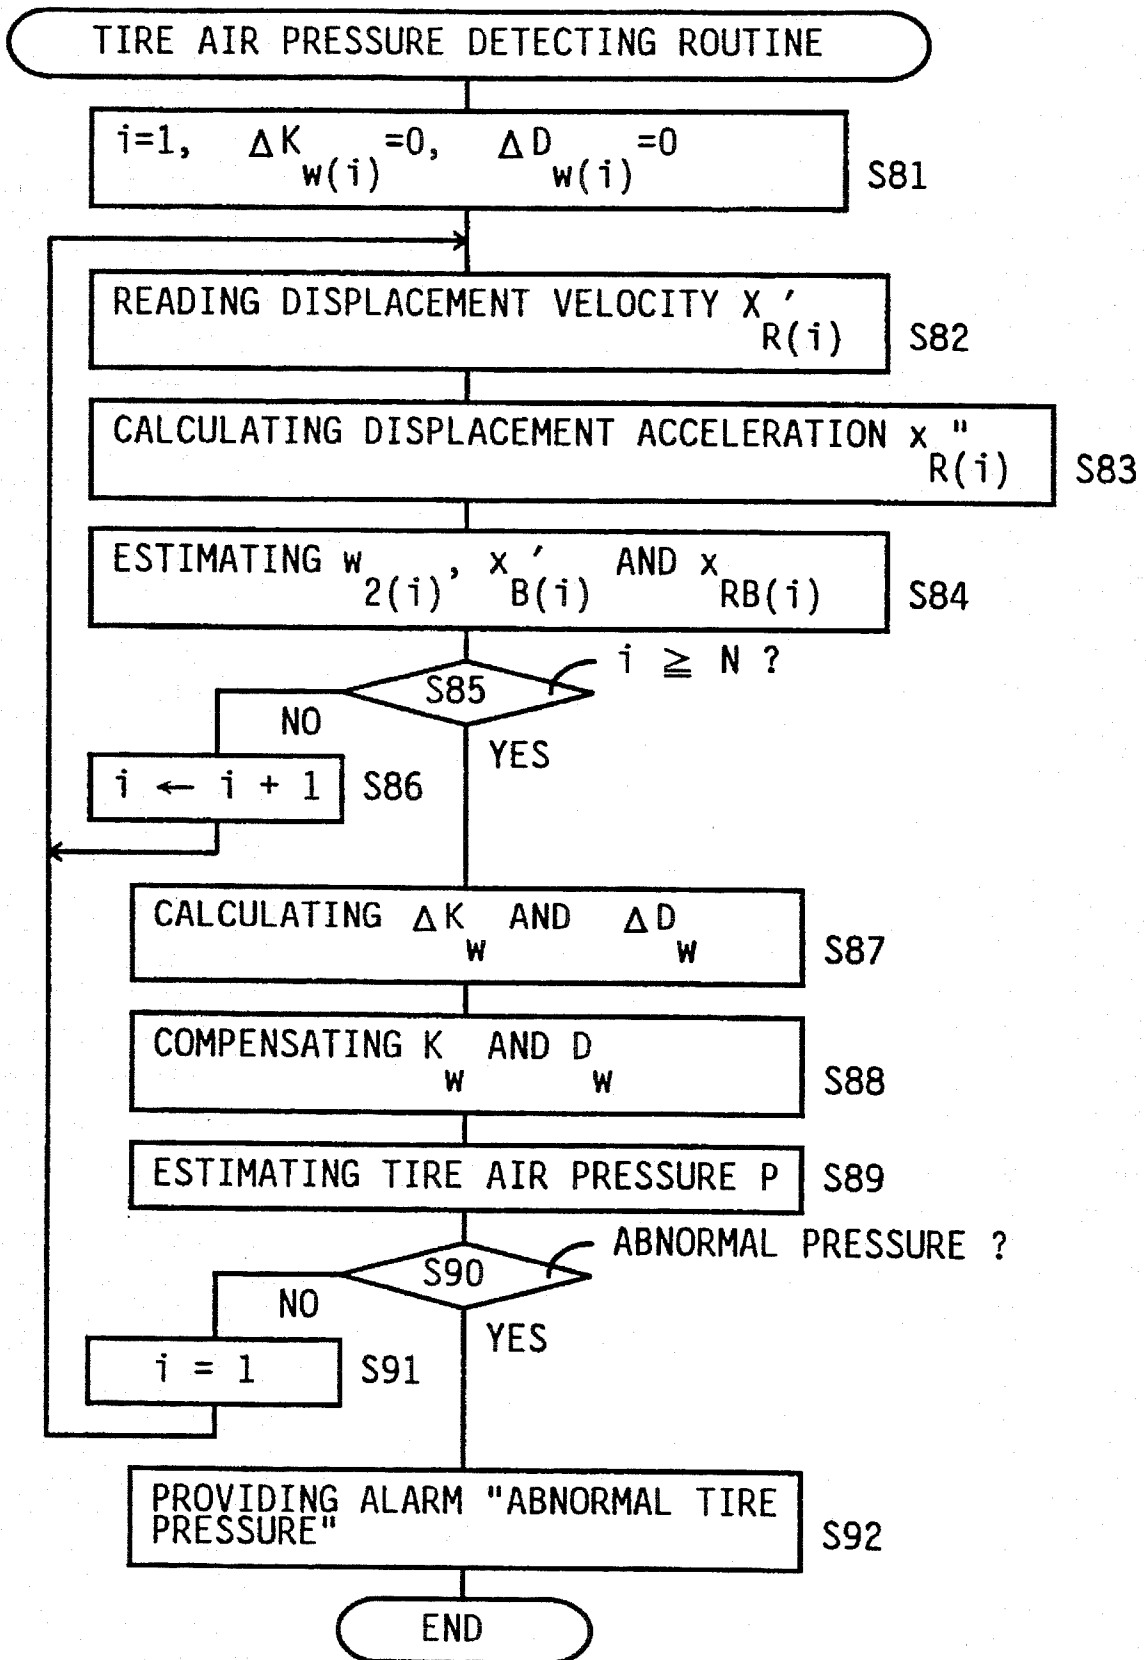 TIRE AIR PRESSURE DETECTING ROUTINE
i=1, ΔK w(i) =0, ΔD w(i) =0
S81
READING DISPLACEMENT VELOCITY X R(i) ′
S82
CALCULATING DISPLACEMENT ACCELERATION x R(i) "
S83
ESTIMATING w 2(i), x B(i) ′ AND x RB(i)
S84
i ≧ N ?
S85
NO
YES
i ← i + 1
S86
CALCULATING ΔK w AND ΔD w
S87
COMPENSATING K w AND D w
S88
ESTIMATING TIRE AIR PRESSURE P
S89
ABNORMAL PRESSURE ?
S90
NO
YES
i = 1
S91
PROVIDING ALARM "ABNORMAL TIRE
PRESSURE"
S92
END